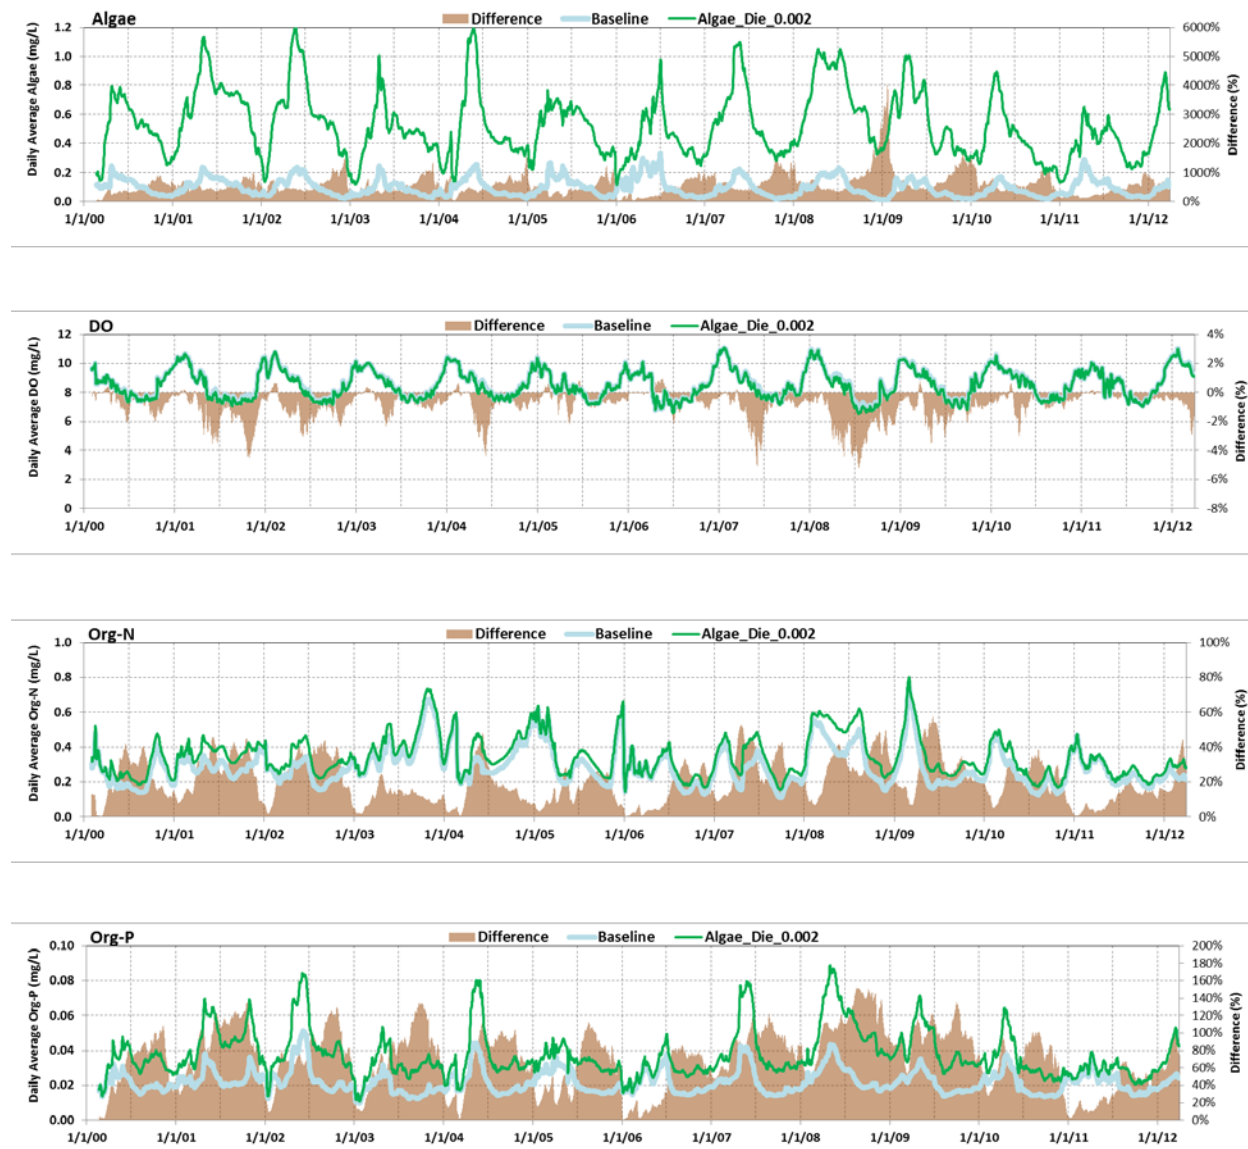 Algae
Difference Baseline Algae_Die_0.002
Daily Average Algae (mg/L)
1.2 6000%
1.0 5000%
0.8 4000%
0.6 3000%
0.4 2000%
0.2 1000%
0.0 0%
Difference (%)
1/1/00 1/1/01 1/1/02 1/1/03 1/1/04 1/1/05 1/1/06 1/1/07 1/1/08 1/1/09 1/1/10 1/1/11 1/1/12
DO
Difference Baseline Algae_Die_0.002
Daily Average DO (mg/L)
12 4%
10 2%
8 0%
6 -2%
4 -4%
2 -6%
0 -8%
Difference (%)
1/1/00 1/1/01 1/1/02 1/1/03 1/1/04 1/1/05 1/1/06 1/1/07 1/1/08 1/1/09 1/1/10 1/1/11 1/1/12
Org-N
Difference Baseline Algae_Die_0.002
Daily Average Org-N (mg/L)
1.0 100%
0.8 80%
0.6 60%
0.4 40%
0.2 20%
0.0 0%
Difference (%)
1/1/00 1/1/01 1/1/02 1/1/03 1/1/04 1/1/05 1/1/06 1/1/07 1/1/08 1/1/09 1/1/10 1/1/11 1/1/12
Org-P
Difference Baseline Algae_Die_0.002
Daily Average Org-P (mg/L)
0.10 200%
180%
0.08 160%
140%
0.06 120%
100%
0.04 80%
60%
0.02 40%
20%
0.00 0%
Difference (%)
1/1/00 1/1/01 1/1/02 1/1/03 1/1/04 1/1/05 1/1/06 1/1/07 1/1/08 1/1/09 1/1/10 1/1/11 1/1/12